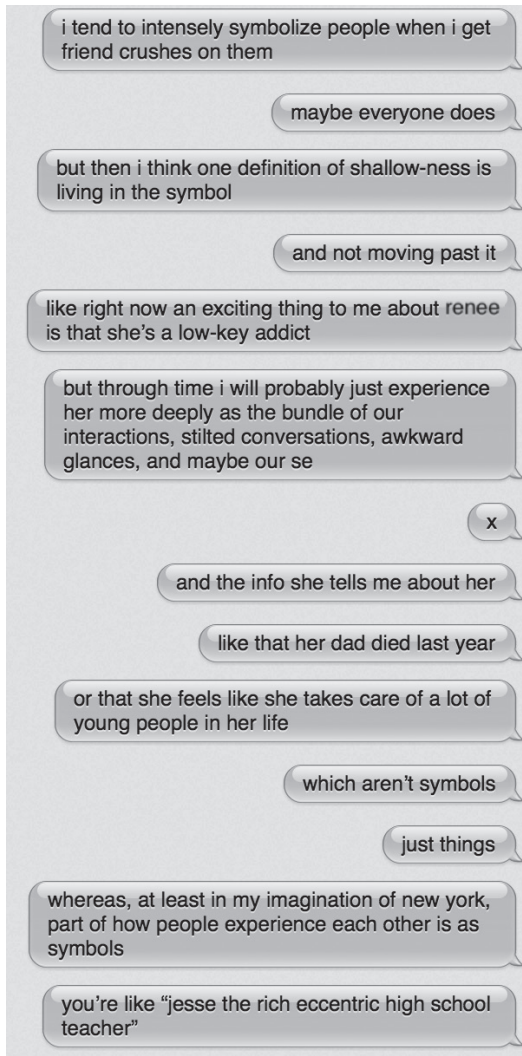 i tend to intensely symbolize people when i get
friend crushes on them
maybe everyone does
but then i think one definition of shallow-ness is
living in the symbol
and not moving past it
like right now an exciting thing to me about renee
is that she's a low-key addict
but through time i will probably just experience
her more deeply as the bundle of our
interactions, stilted conversations, awkward
glances, and maybe our se
x
and the info she tells me about her
like that her dad died last year
or that she feels like she takes care of a lot of
young people in her life
which aren't symbols
just things
whereas, at least in my imagination of new york,
part of how people experience each other is as
symbols
you're like “jesse the rich eccentric high school
teacher”